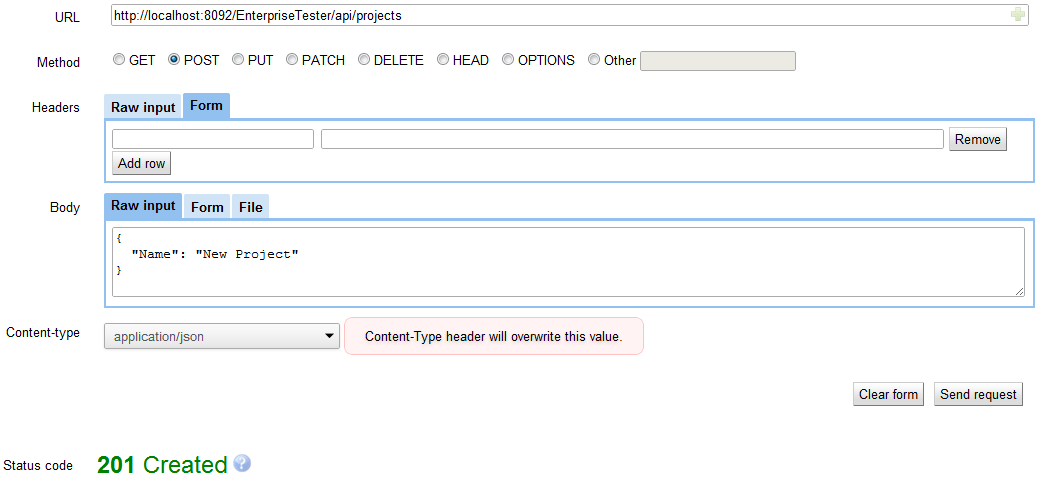 URL http://localhost:8092/EnterpriseTester/api/projects
Method GET POST PUT PATCH DELETE HEAD OPTIONS Other
Headers Raw input Form
Remove
Add row
Body Raw input Form File
{
"Name": "New Project"
}
Content-type application/json Content-Type header will overwrite this value.
Clear form Send request
Status code 201 Created ?